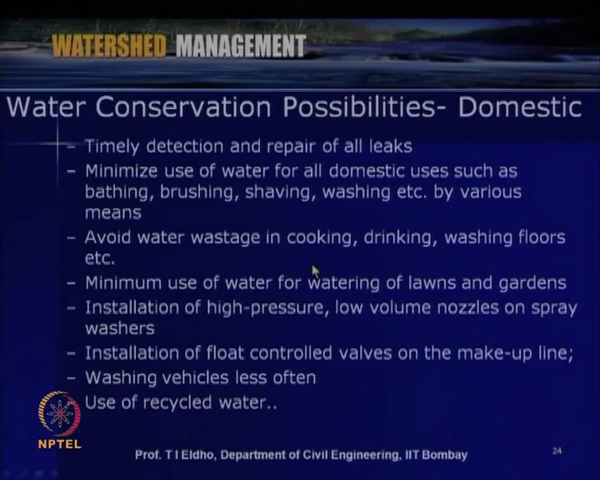 WATERSHED MANAGEMENT
Water Conservation Possibilities- Domestic
– Timely detection and repair of all leaks
– Minimize use of water for all domestic uses such as
bathing, brushing, shaving, washing etc. by various
means
– Avoid water wastage in cooking, drinking, washing floors
etc.
– Minimum use of water for watering of lawns and gardens
– Installation of high-pressure, low volume nozzles on spray
washers
– Installation of float controlled valves on the make-up line;
– Washing vehicles less often
– Use of recycled water..
NPTEL
Prof. T I Eldho, Department of Civil Engineering, IIT Bombay
24